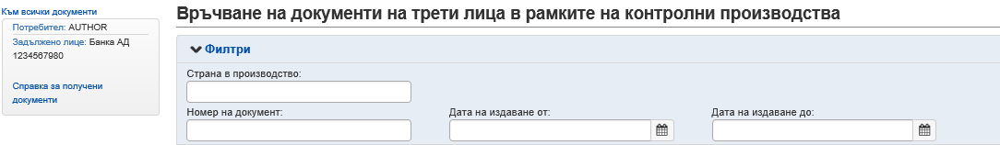 Към всички документи
Потребител: AUTHOR
Задължено лице: Банка АД
1234567980
Справка за получени
документи
Връчване на документи на трети лица в рамките на контролни производства
Филтри
Страна в производство:
Номер на документ:
Дата на издаване от:
Дата на издаване до: